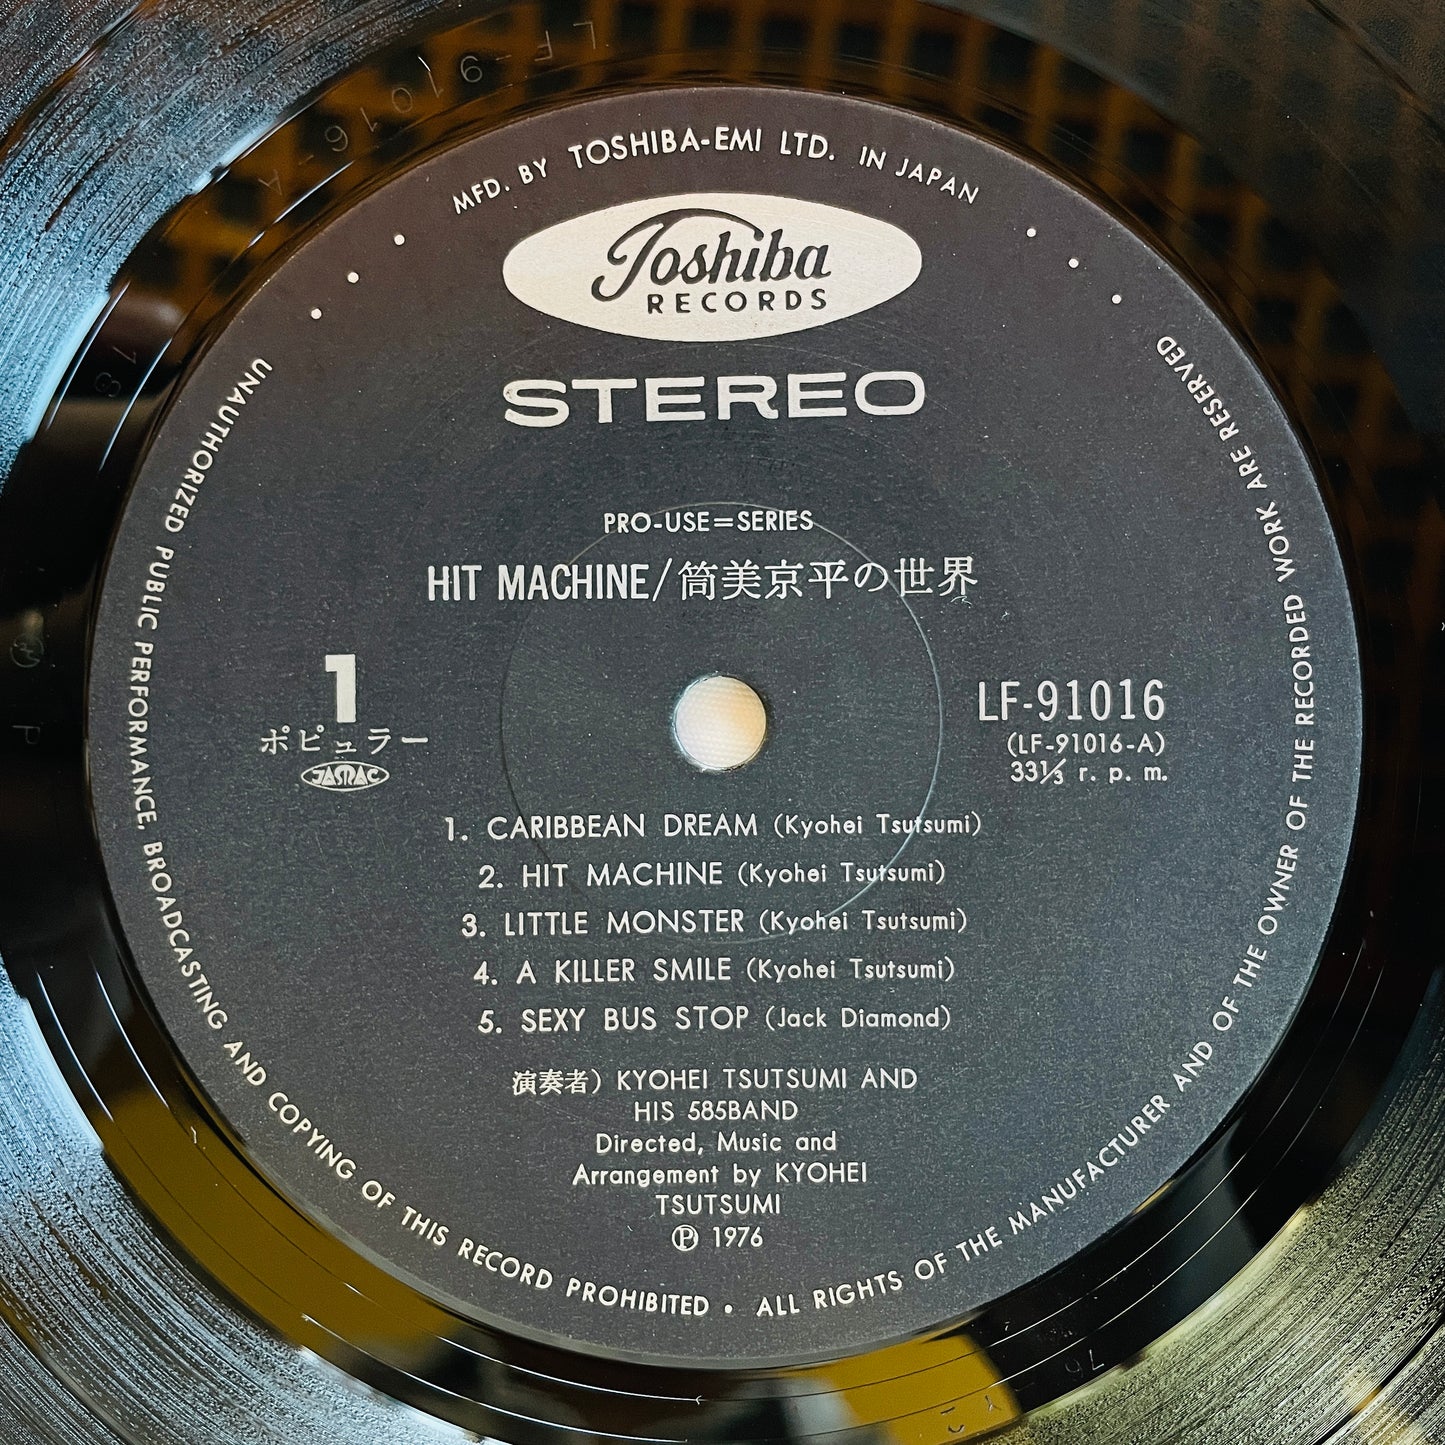 MFD. BY TOSHIBA-EMI LTD. IN JAPAN
Toshiba
RECORDS
STEREO
PRO-USE=SERIES
HIT MACHINE/筒美京平の世界
1
ポピュラー
JASRAC
LF-91016
(LF-91016-A)
33⅓ r. p. m.
1. CARIBBEAN DREAM (Kyohei Tsutsumi)
2. HIT MACHINE (Kyohei Tsutsumi)
3. LITTLE MONSTER (Kyohei Tsutsumi)
4. A KILLER SMILE (Kyohei Tsutsumi)
5. SEXY BUS STOP (Jack Diamond)
演奏者) KYOHEI TSUTSUMI AND
HIS 585BAND
Directed, Music and
Arrangement by KYOHEI
TSUTSUMI
Ⓟ 1976
UNAUTHORIZED PUBLIC PERFORMANCE, BROADCASTING AND COPYING OF THIS RECORD PROHIBITED • ALL RIGHTS OF THE MANUFACTURER AND OF THE OWNER OF THE RECORDED WORK ARE RESERVED
LF-91016-A